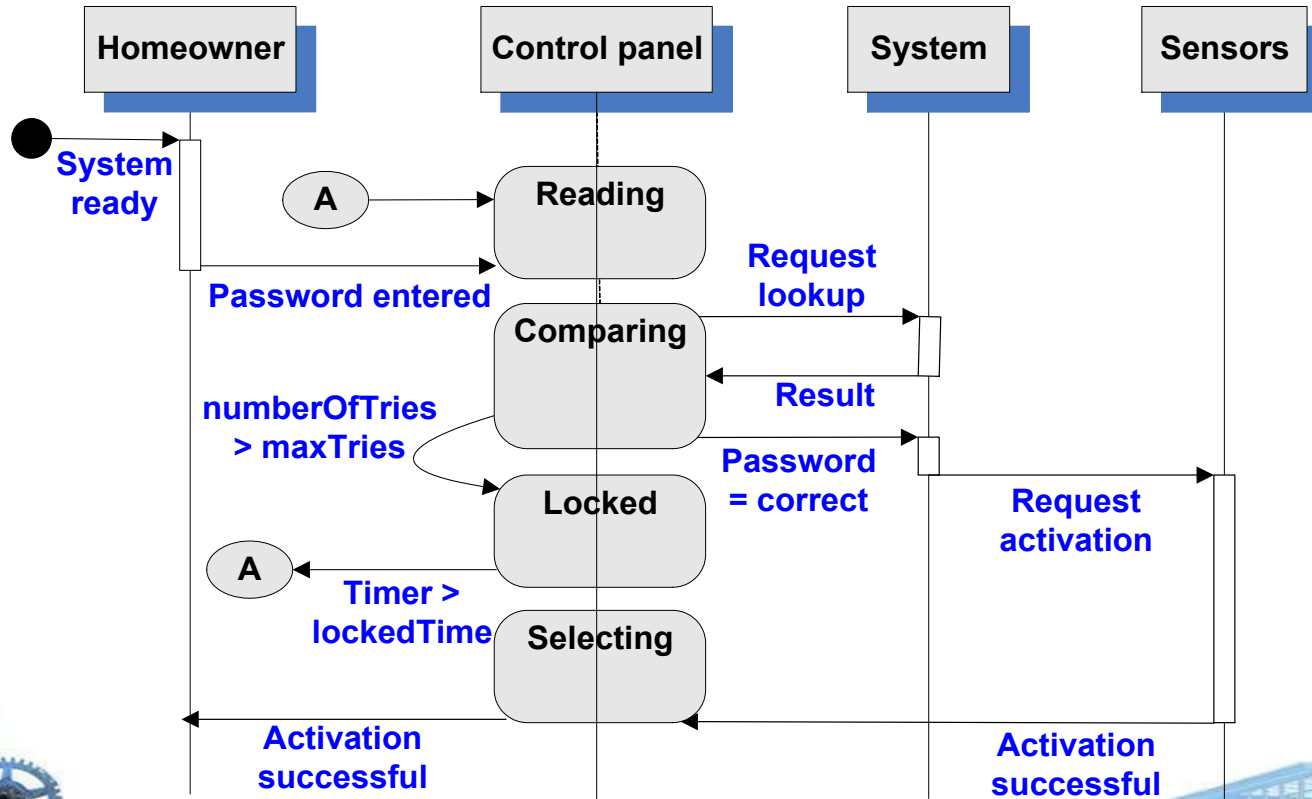 Homeowner
Control panel
System
Sensors
System
ready
A
Reading
Password entered
Request
lookup
Comparing
Result
numberOfTries
> maxTries
Password
= correct
Locked
Request
activation
A
Timer >
lockedTime
Selecting
Activation
successful
Activation
successful